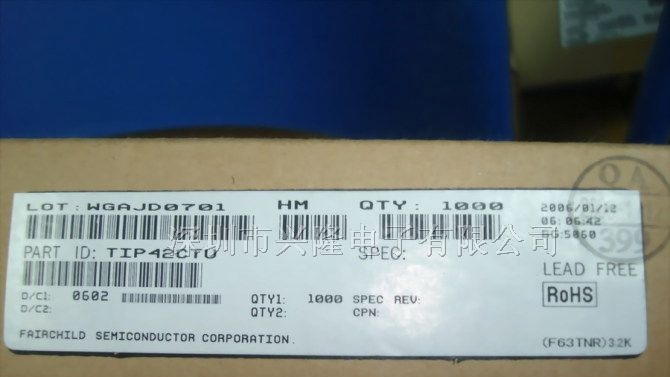 LOT: WGAJD0701 HM QTY: 1000
2006/01/12
06:06:42
深圳市兴隆电子有限公司
PART ID: TIP42CTU SPEC:
LEAD FREE
RoHS
D/C1: 0602 QTY1: 1000 SPEC REV:
D/C2: QTY2: CPN:
FAIRCHILD SEMICONDUCTOR CORPORATION. (F63TNR)32K
QA
399